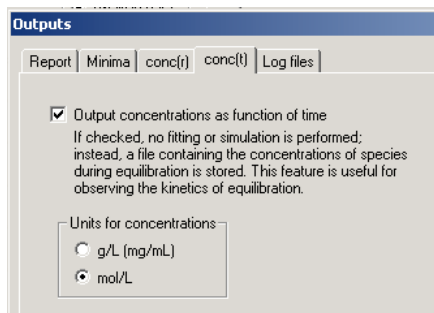 Outputs
Report Minima conc(r) conc(t) Log files
Output concentrations as function of time
If checked, no fitting or simulation is performed;
instead, a file containing the concentrations of species
during equilibration is stored. This feature is useful for
observing the kinetics of equilibration.
Units for concentrations
g/L (mg/mL)
mol/L